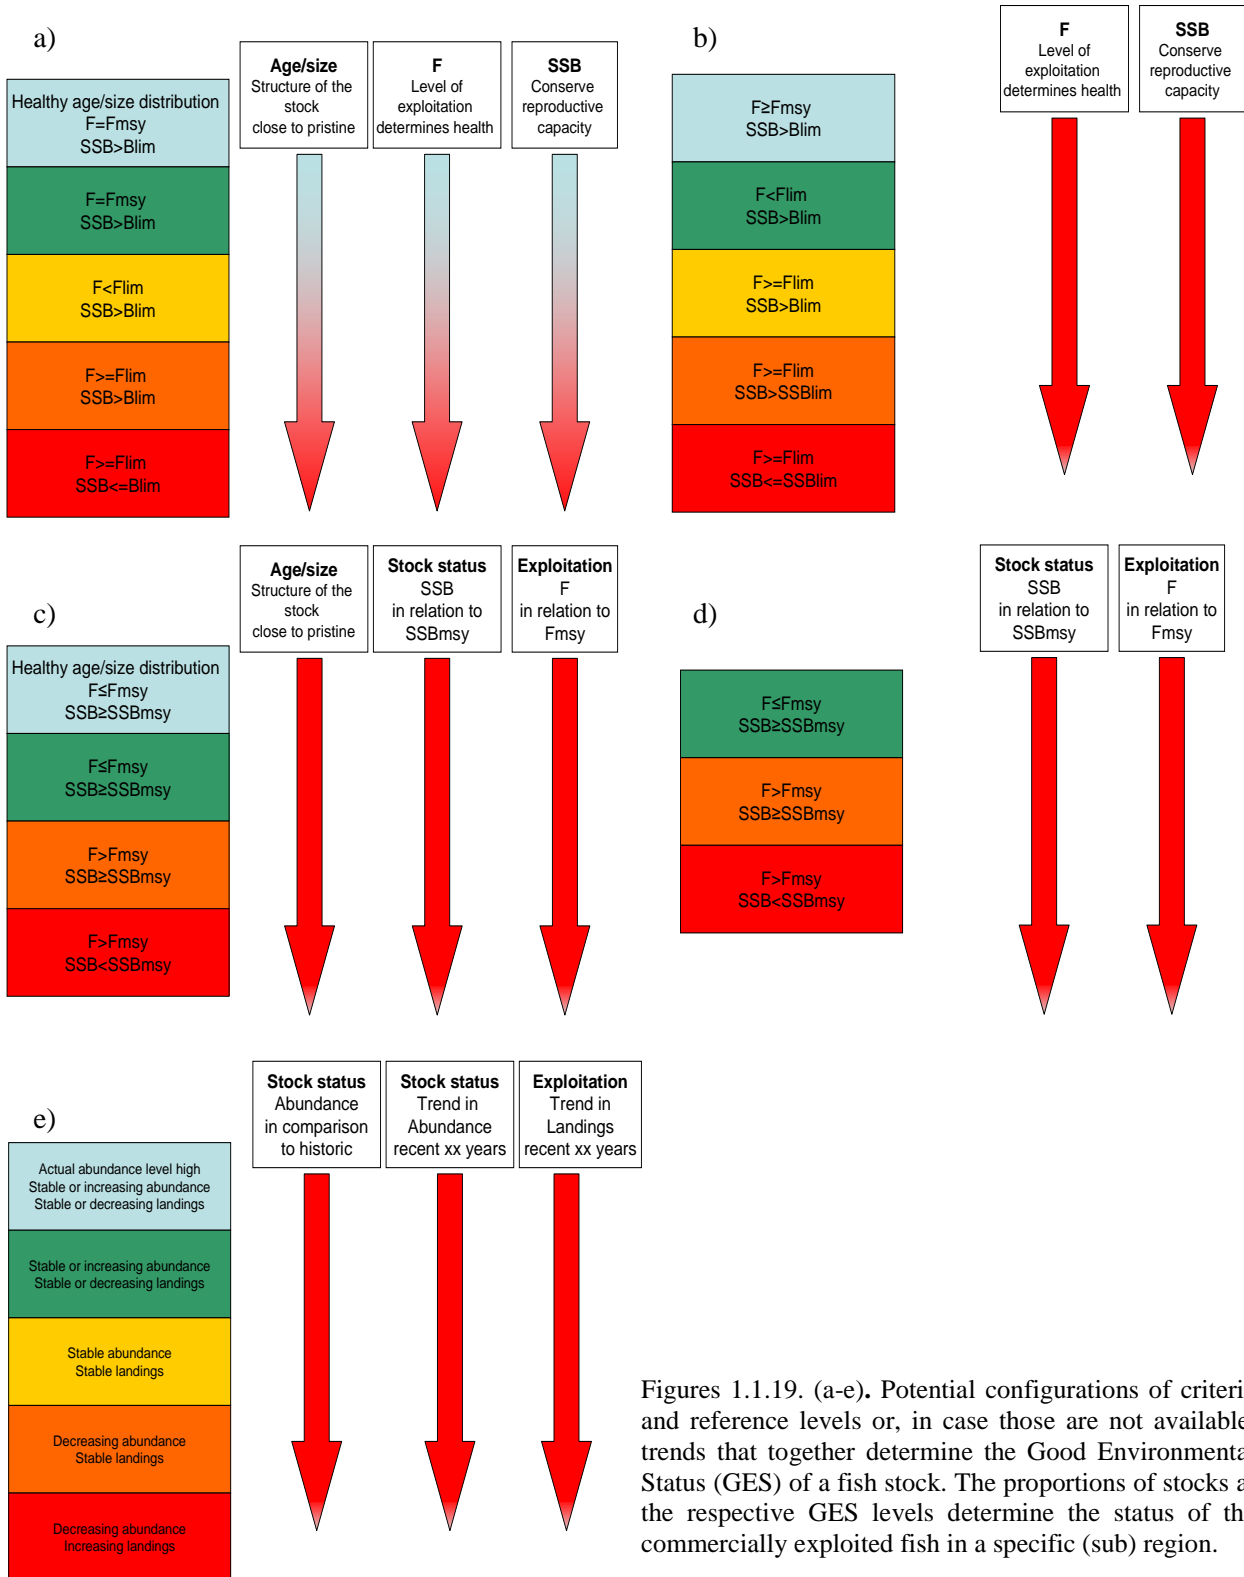 a)
Age/size
Structure of the
stock
close to pristine
F
Level of
exploitation
determines health
SSB
Conserve
reproductive
capacity
Healthy age/size distribution
F=Fmsy
SSB>Blim
F=Fmsy
SSB>Blim
F<Flim
SSB>Blim
F>=Flim
SSB>Blim
F>=Flim
SSB<=Blim
b)
F
Level of
exploitation
determines health
SSB
Conserve
reproductive
capacity
F≥Fmsy
SSB>Blim
F<Flim
SSB>Blim
F>=Flim
SSB>Blim
F>=Flim
SSB>SSBlim
F>=Flim
SSB<=SSBlim
c)
Age/size
Structure of the
stock
close to pristine
Stock status
SSB
in relation to
SSBmsy
Exploitation
F
in relation to
Fmsy
Healthy age/size distribution
F≤Fmsy
SSB≥SSBmsy
F≤Fmsy
SSB≥SSBmsy
F>Fmsy
SSB≥SSBmsy
F>Fmsy
SSB<SSBmsy
d)
Stock status
SSB
in relation to
SSBmsy
Exploitation
F
in relation to
Fmsy
F≤Fmsy
SSB≥SSBmsy
F>Fmsy
SSB≥SSBmsy
F>Fmsy
SSB<SSBmsy
e)
Stock status
Abundance
in comparison
to historic
Stock status
Trend in
Abundance
recent xx years
Exploitation
Trend in
Landings
recent xx years
Actual abundance level high
Stable or increasing abundance
Stable or decreasing landings
Stable or increasing abundance
Stable or decreasing landings
Stable abundance
Stable landings
Decreasing abundance
Stable landings
Decreasing abundance
Increasing landings
Figures 1.1.19. (a-e). Potential configurations of criteri
and reference levels or, in case those are not available
trends that together determine the Good Environmenta
Status (GES) of a fish stock. The proportions of stocks a
the respective GES levels determine the status of th
commercially exploited fish in a specific (sub) region.